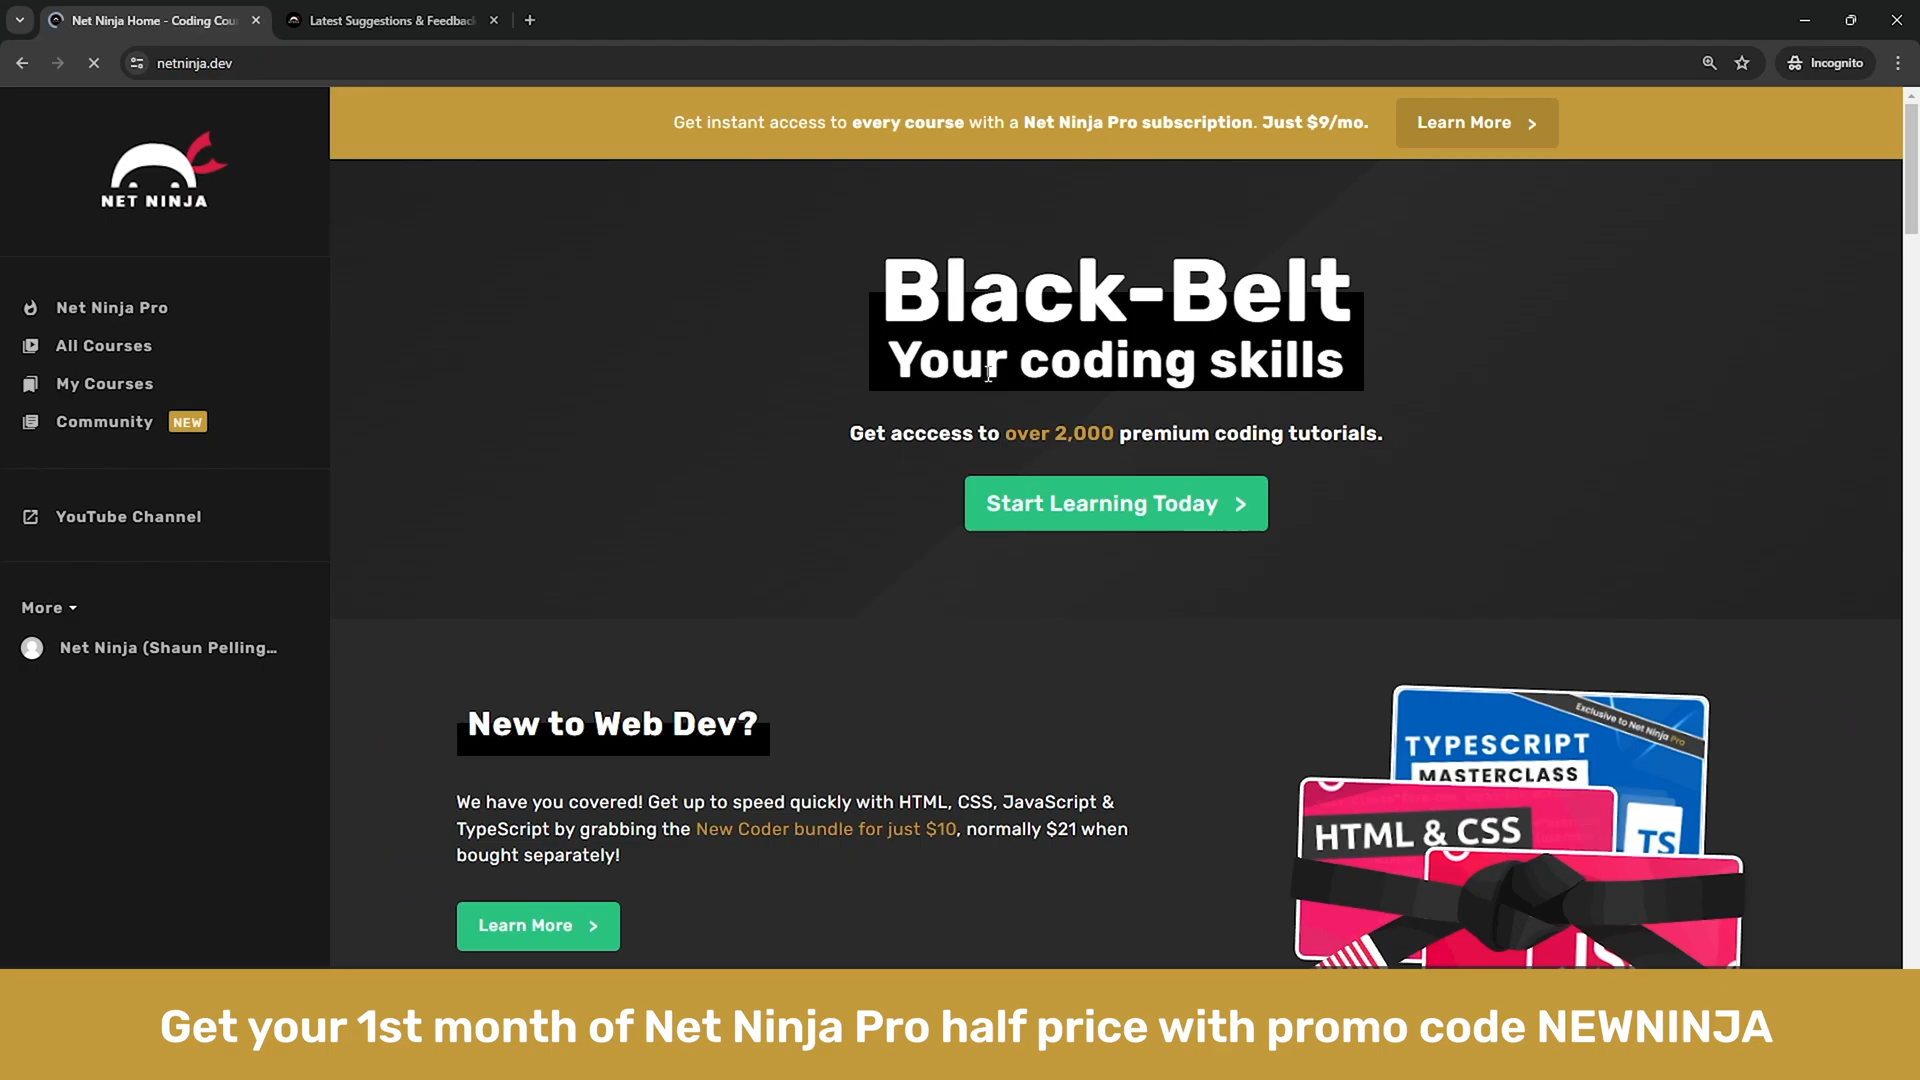 Net Ninja Home - Coding Cou
Latest Suggestions & Feedbac
netninja.dev
Incognito
NET NINJA
Net Ninja Pro
All Courses
My Courses
Community NEW
YouTube Channel
More
Net Ninja (Shaun Pelling...
Get instant access to every course with a Net Ninja Pro subscription. Just $9/mo.
Learn More >
Black-Belt
Your coding skills
Get acccess to over 2,000 premium coding tutorials.
Start Learning Today >
New to Web Dev?
We have you covered! Get up to speed quickly with HTML, CSS, JavaScript &
TypeScript by grabbing the New Coder bundle for just $10, normally $21 when
bought separately!
Learn More >
Exclusive to Net Ninja Pro
TYPESCRIPT
MASTERCLASS
HTML & CSS
TS
Get your 1st month of Net Ninja Pro half price with promo code NEWNINJA